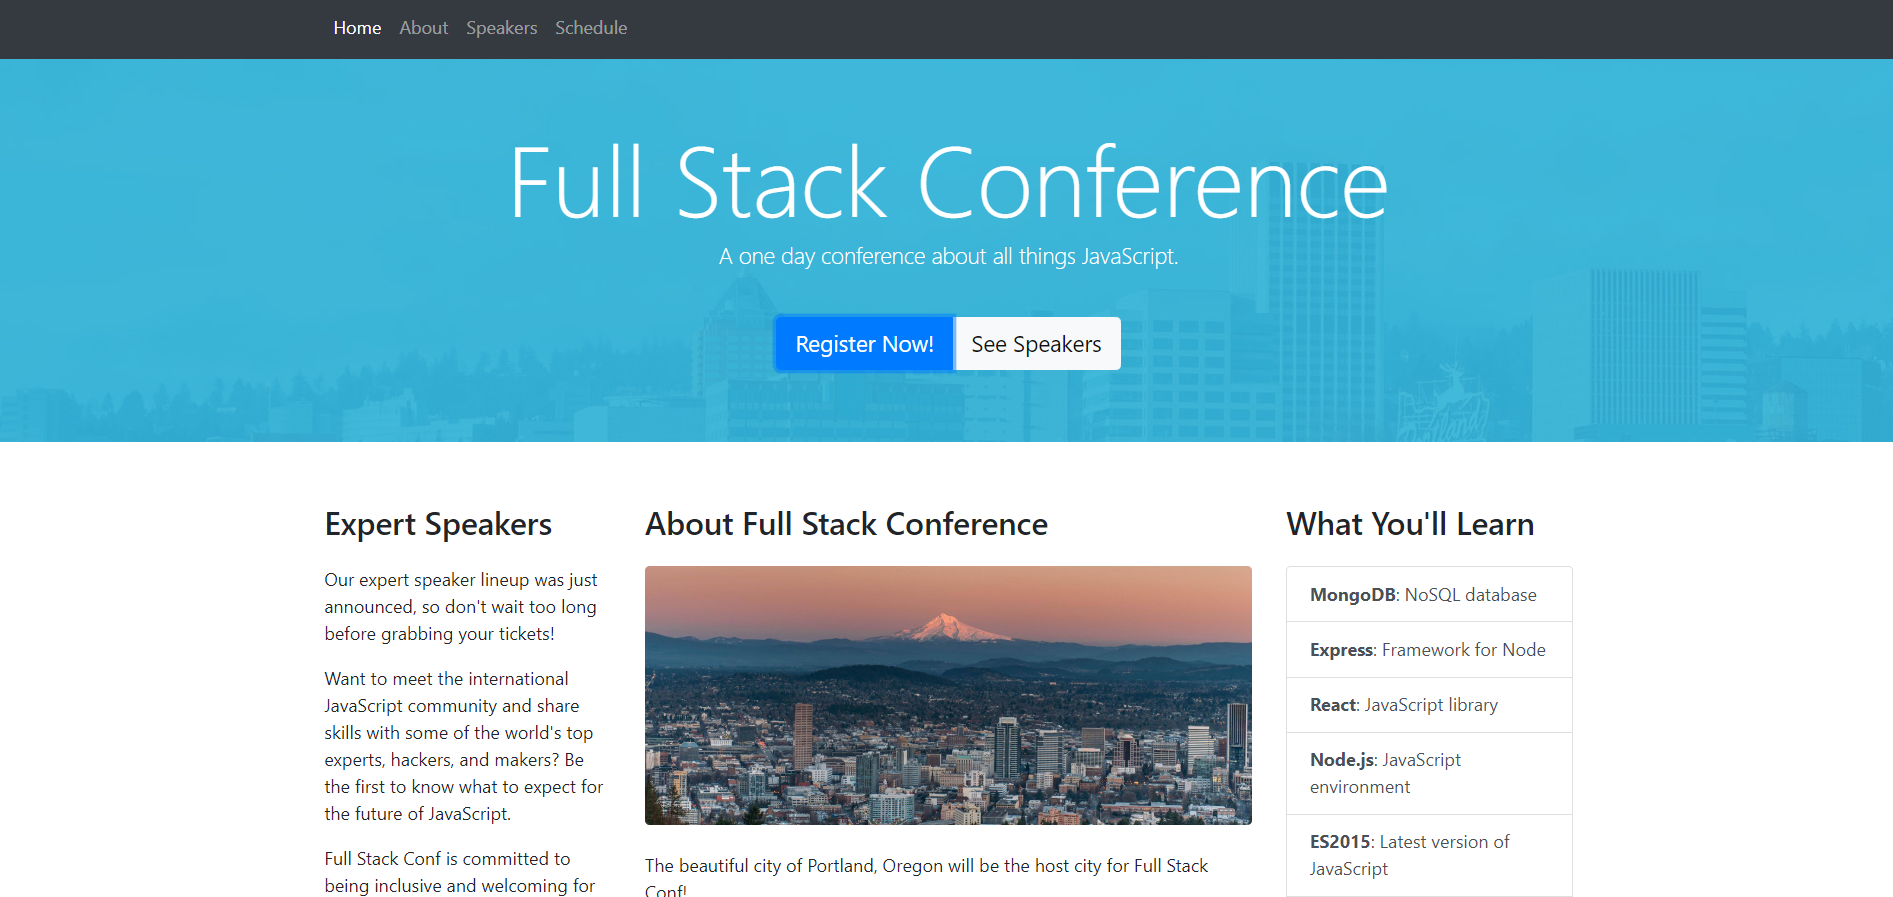 Home About Speakers Schedule
Full Stack Conference
A one day conference about all things JavaScript.
Register Now! See Speakers
Portland
Expert Speakers
Our expert speaker lineup was just
announced, so don't wait too long
before grabbing your tickets!
Want to meet the international
JavaScript community and share
skills with some of the world's top
experts, hackers, and makers? Be
the first to know what to expect for
the future of JavaScript.
Full Stack Conf is committed to
being inclusive and welcoming for
About Full Stack Conference
The beautiful city of Portland, Oregon will be the host city for Full Stack
Conf!
What You'll Learn
MongoDB: NoSQL database
Express: Framework for Node
React: JavaScript library
Node.js: JavaScript
environment
ES2015: Latest version of
JavaScript